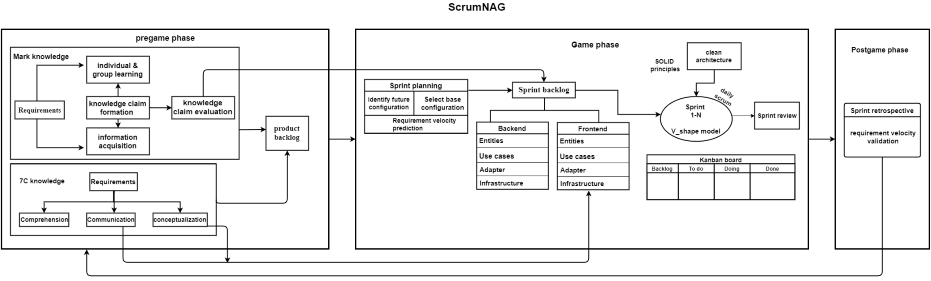 ScrumNAG
pregame phase
Mark knowledge
Requirements
individual &
group learning
knowledge claim
formation
information
acquisition
knowledge
claim evaluation
product
backlog
7C knowledge
Requirements
Comprehension
Communication
conceptualization
Game phase
Sprint planning
Identify future
configuration
Select base
configuration
Requirement velocity
prediction
Sprint backlog
Backend
Entities
Use cases
Adapter
Infrastructure
Frontend
Entities
Use cases
Adapter
Infrastructure
SOLID
principles
clean
architecture
daily
scrum
Sprint
1-N
V_shape model
Sprint review
Kanban board
Backlog
To do
Doing
Done
Postgame phase
Sprint retrospective
requirement velocity
validation